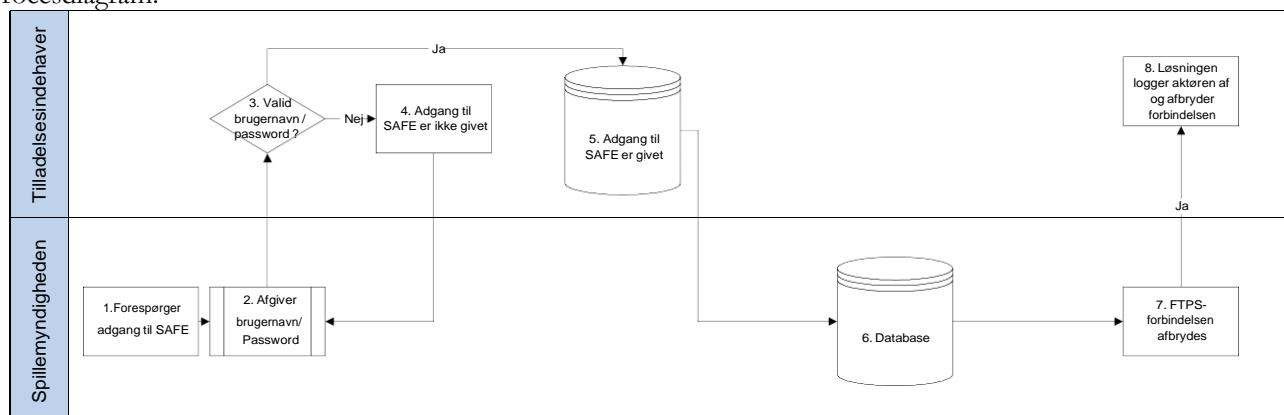 rocesdiagram.
Tilladelsesindehaver
Ja
3. Valid
brugernavn /
password ?
Nej
4. Adgang til
SAFE er ikke givet
5. Adgang til
SAFE er givet
8. Løsningen
logger aktøren af
og afbryder
forbindelsen
Ja
Spillemyndigheden
1.Forespørger
adgang til SAFE
2. Afgiver
brugernavn/
Password
6. Database
7. FTPS-
forbindelsen
afbrydes